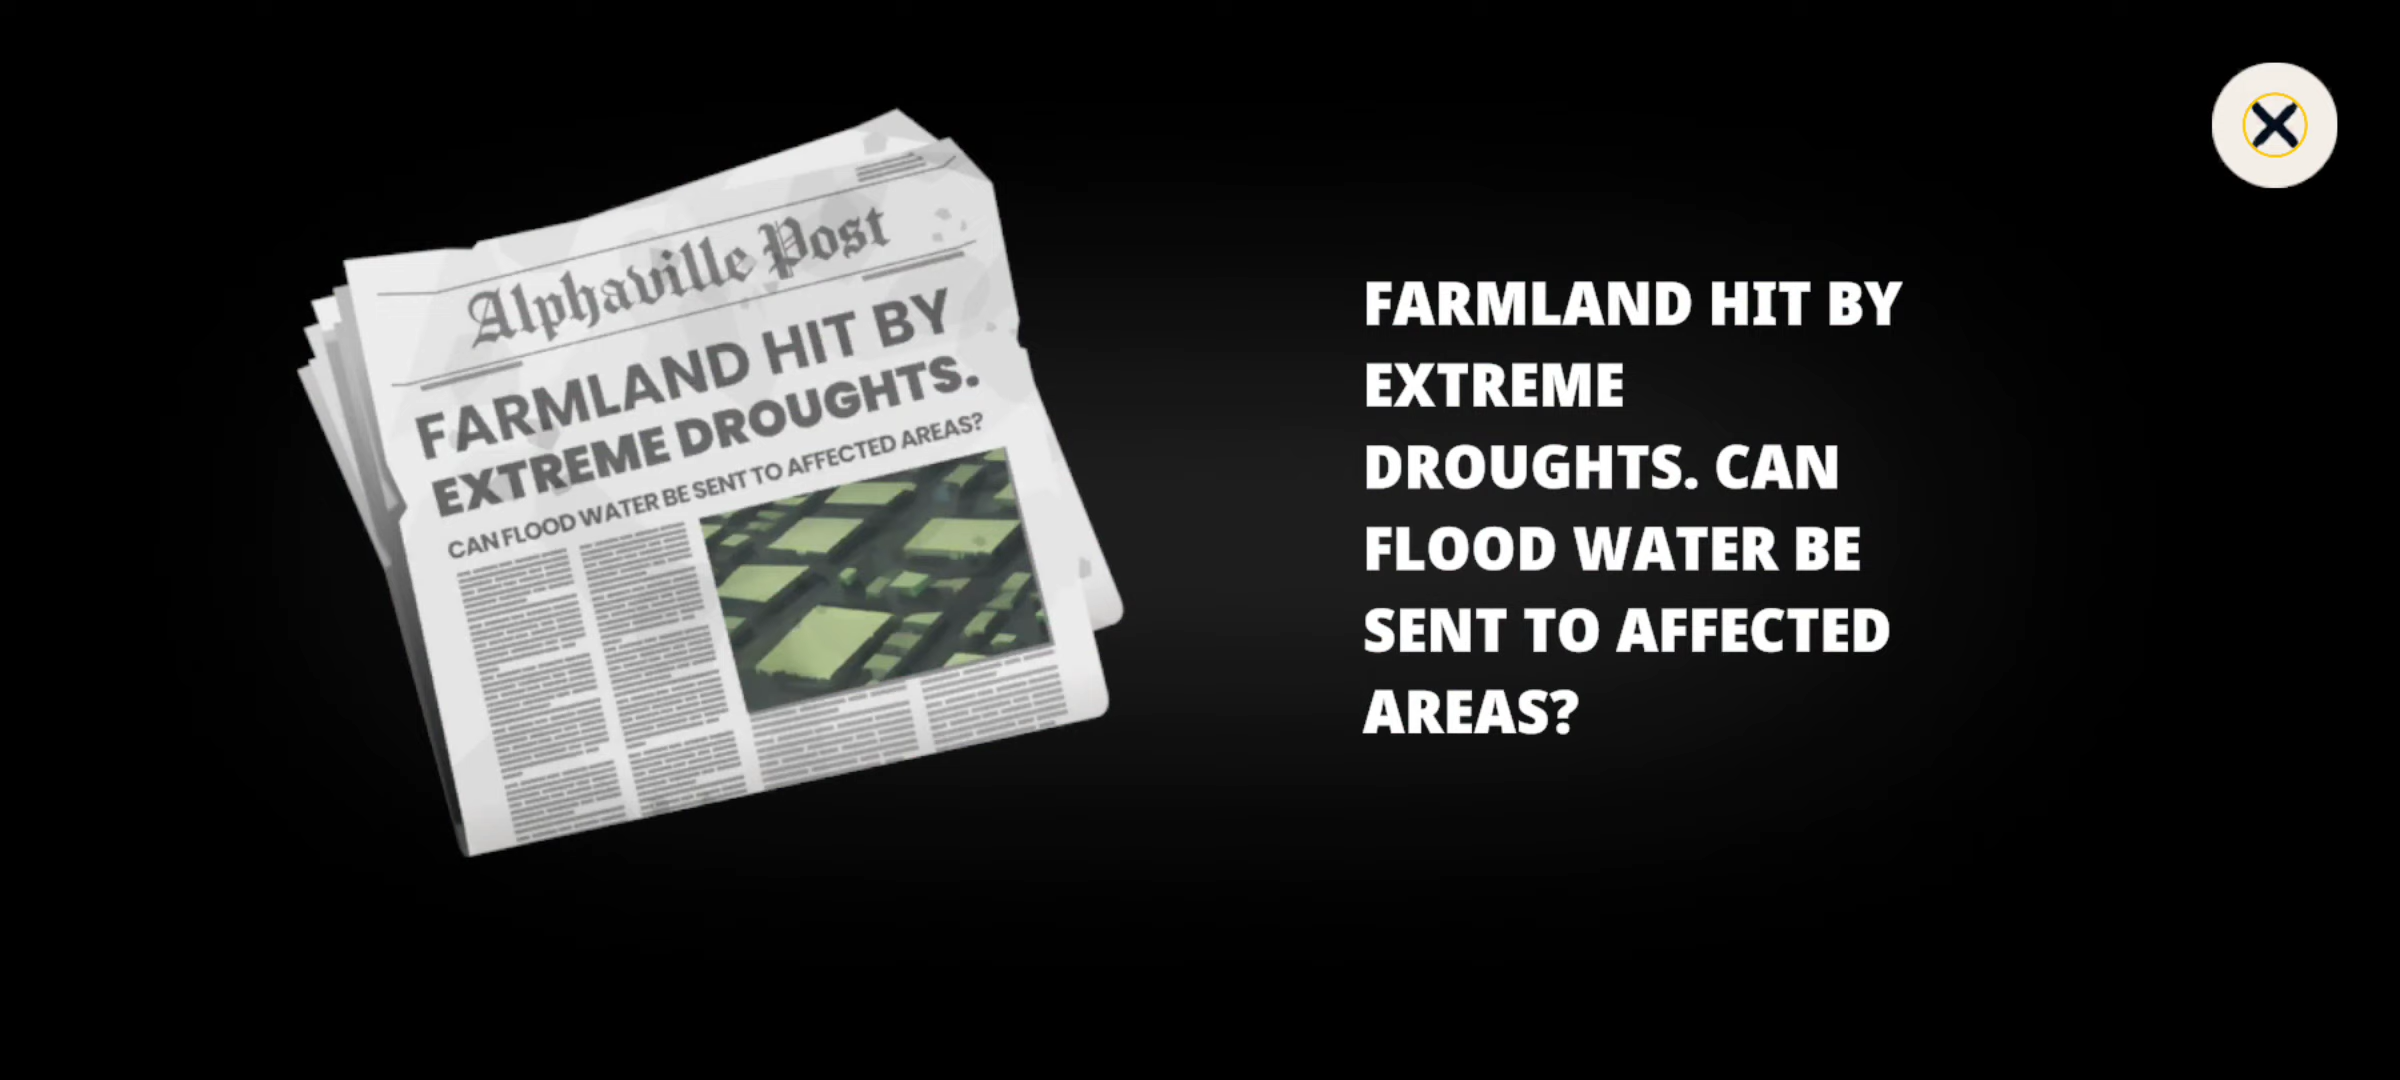 Alphaville Post
FARMLAND HIT BY
EXTREME DROUGHTS.
CAN FLOOD WATER BE SENT TO AFFECTED AREAS?
FARMLAND HIT BY
EXTREME
DROUGHTS. CAN
FLOOD WATER BE
SENT TO AFFECTED
AREAS?